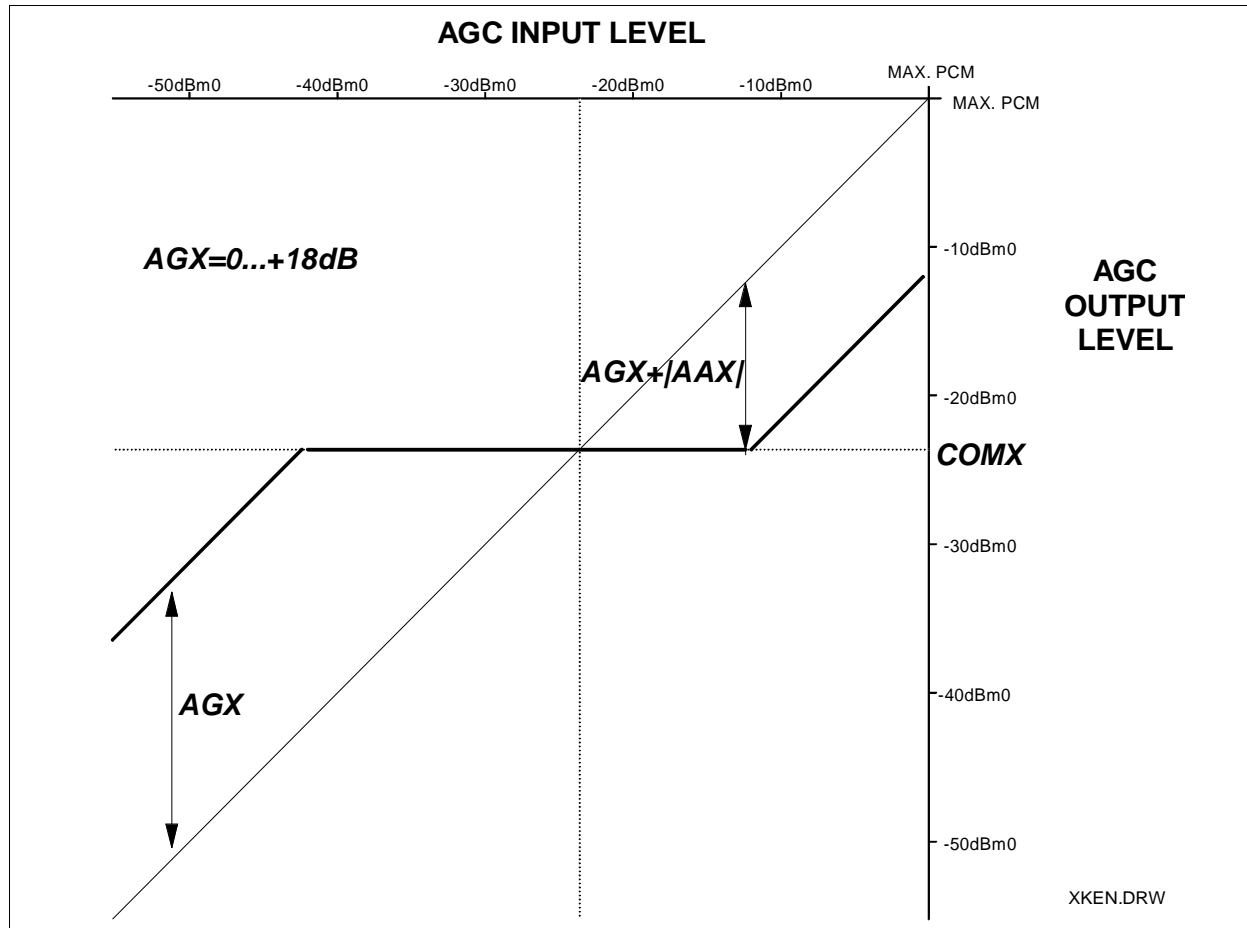 AGC INPUT LEVEL
MAX. PCM
-50dBm0
-40dBm0
-30dBm0
-20dBm0
-10dBm0
MAX. PCM
AGX=0...+18dB
-10dBm0
AGC
OUTPUT
LEVEL
AGX+|AAX|
-20dBm0
COMX
-30dBm0
AGX
-40dBm0
-50dBm0
XKEN.DRW